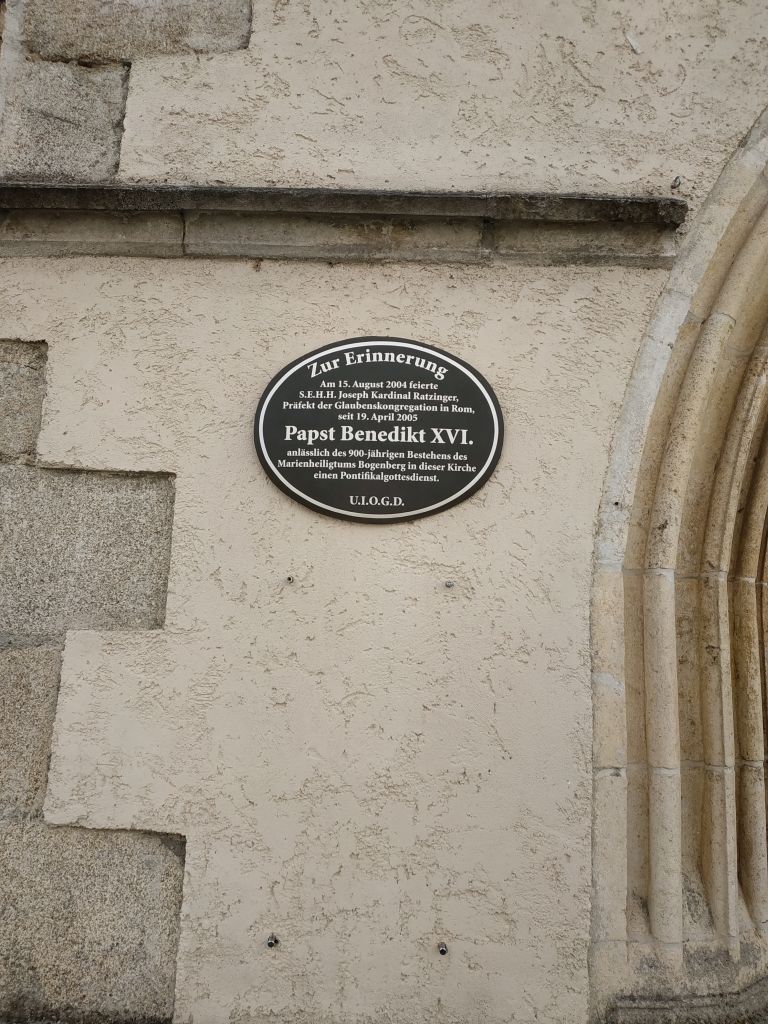 Zur Erinnerung
Am 15. August 2004 feierte
S.E.H.H. Joseph Kardinal Ratzinger,
Präfekt der Glaubenskongregation in Rom,
seit 19. April 2005
Papst Benedikt XVI.
anlässlich des 900-jährigen Bestehens des
Marienheiligtums Bogenberg in dieser Kirche
einen Pontifikalgottesdienst.
U.I.O.G.D.